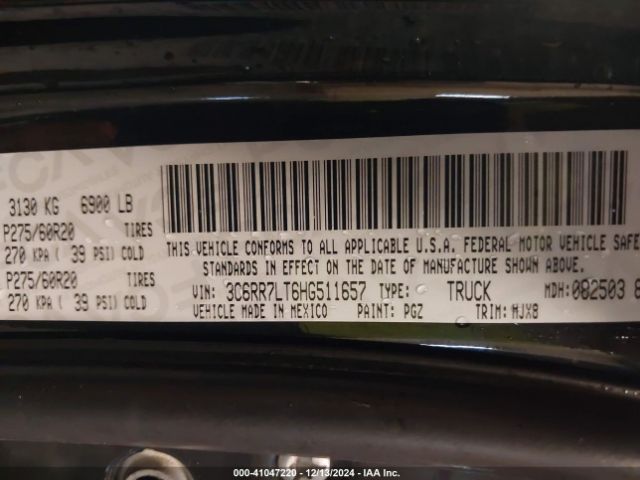 3130 KG 6900 LB
P275/60R20 TIRES
270 KPA ( 39 PSI) COLD
P275/60R20 TIRES
270 KPA ( 39 PSI) COLD
THIS VEHICLE CONFORMS TO ALL APPLICABLE U.S.A. FEDERAL MOTOR VEHICLE SAFE
STANDARDS IN EFFECT ON THE DATE OF MANUFACTURE SHOWN ABOVE.
VIN: 3C6RR7LT6HG511657 TYPE: TRUCK MDH: 082503 8
VEHICLE MADE IN MEXICO PAINT: PGZ TRIM: MJX8
000-41047220 - 12/13/2024 - IAA Inc.